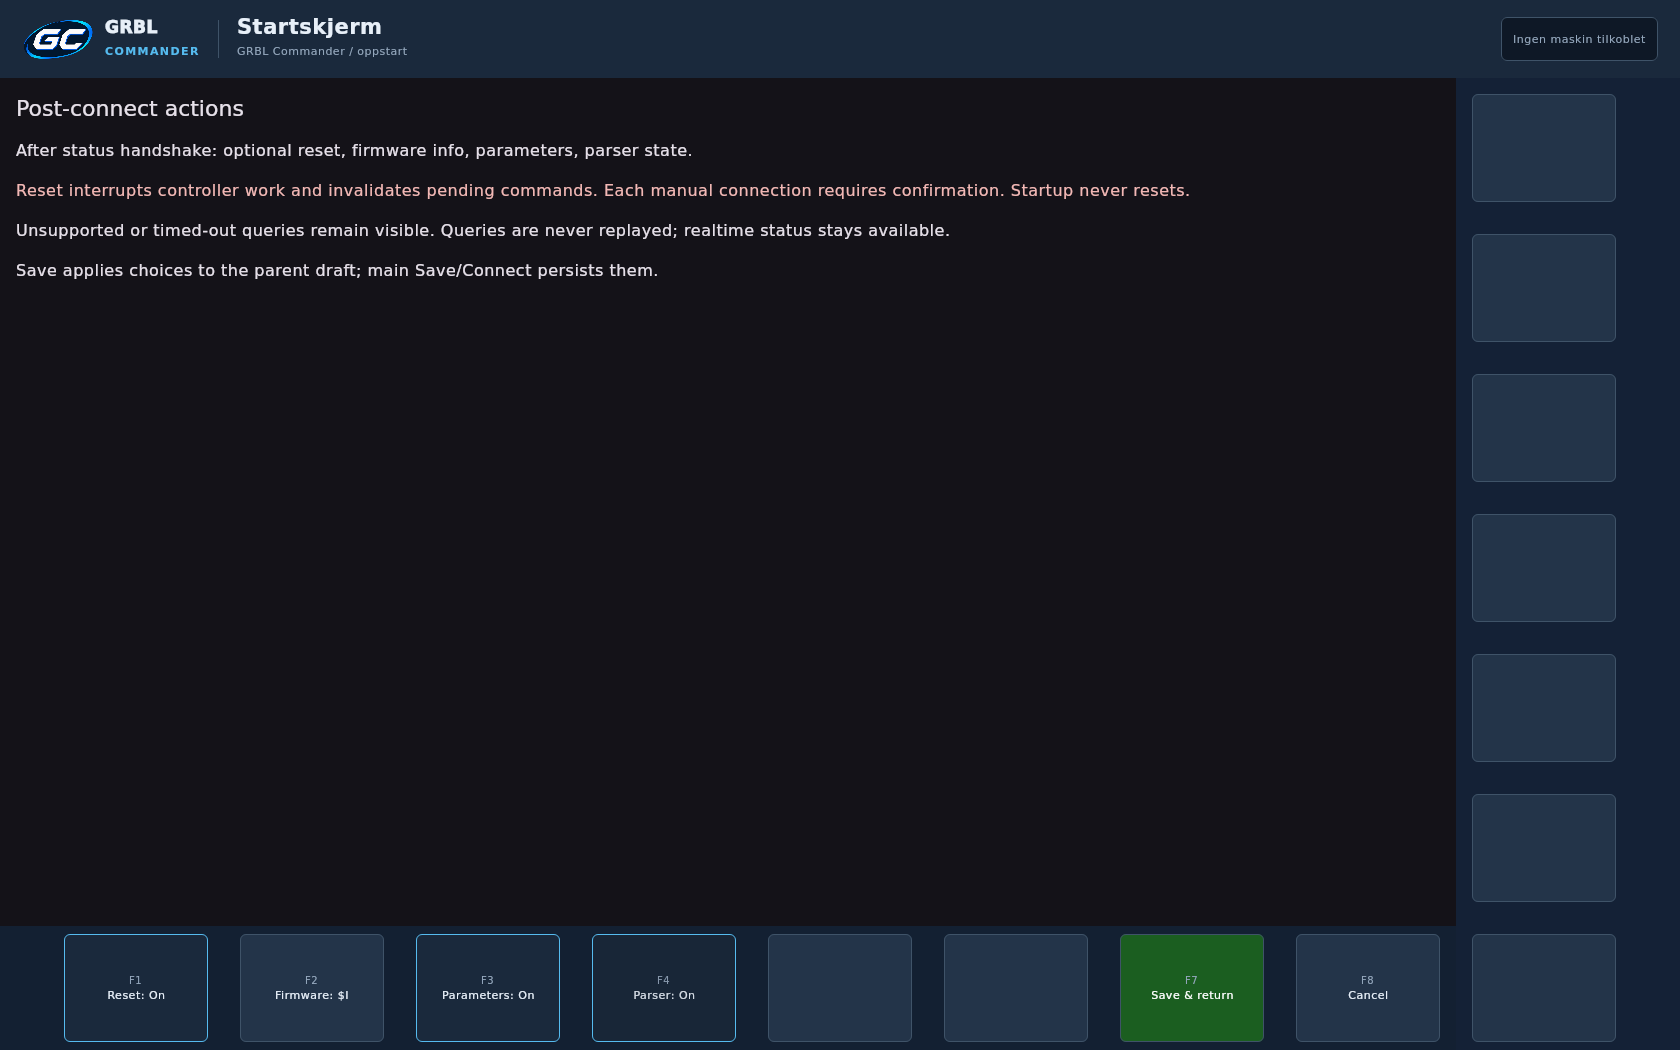 GC
GRBL
COMMANDER
Startskjerm
GRBL Commander / oppstart
Ingen maskin tilkoblet
Post-connect actions
After status handshake: optional reset, firmware info, parameters, parser state.
Reset interrupts controller work and invalidates pending commands. Each manual connection requires confirmation. Startup never resets.
Unsupported or timed-out queries remain visible. Queries are never replayed; realtime status stays available.
Save applies choices to the parent draft; main Save/Connect persists them.
F1
Reset: On
F2
Firmware: $I
F3
Parameters: On
F4
Parser: On
F7
Save & return
F8
Cancel